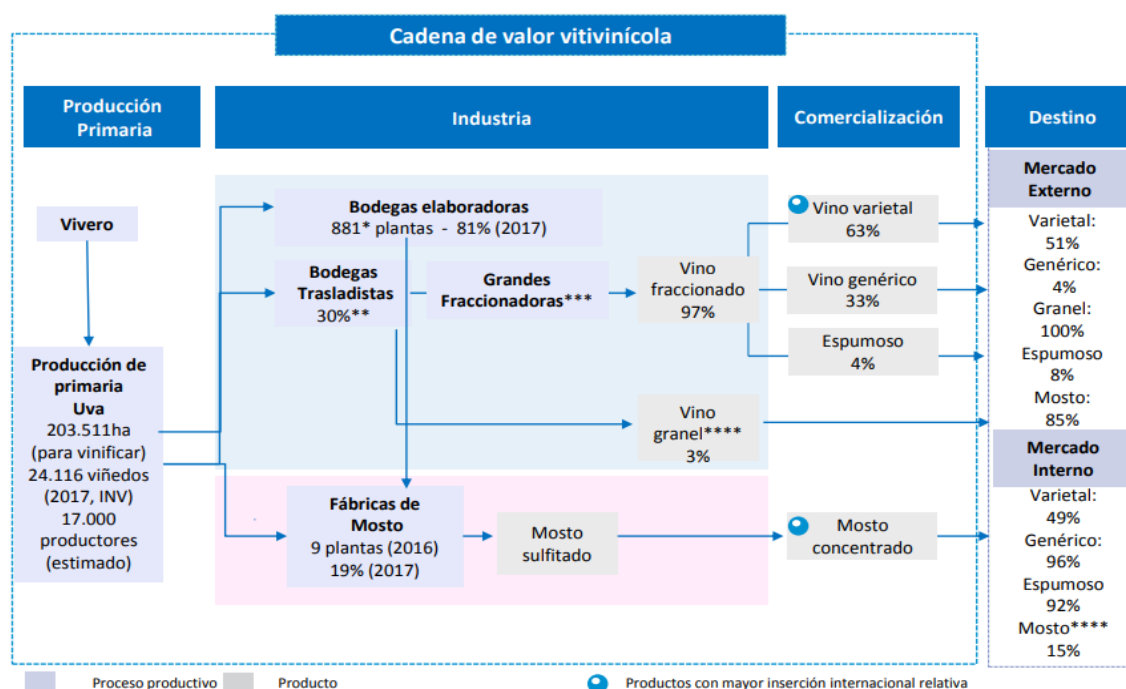 Cadena de valor vitivinícola
Producción
Primaria
Industria
Comercialización
Destino
Vivero
Producción de
primaria
Uva
203.511ha
(para vinificar)
24.116 viñedos
(2017, INV)
17.000
productores
(estimado)
Bodegas elaboradoras
881* plantas - 81% (2017)
Bodegas
Trasladistas
30%**
Grandes
Fraccionadoras***
Vino
fraccionado
97%
Vino
granel****
3%
Fábricas de
Mosto
9 plantas (2016)
19% (2017)
Mosto
sulfitado
Vino varietal
63%
Vino genérico
33%
Espumoso
4%
Mosto
concentrado
Mercado
Externo
Varietal:
51%
Genérico:
4%
Granel:
100%
Espumoso
8%
Mosto:
85%
Mercado
Interno
Varietal:
49%
Genérico:
96%
Espumoso
92%
Mosto****
15%
Proceso productivo
Producto
Productos con mayor inserción internacional relativa